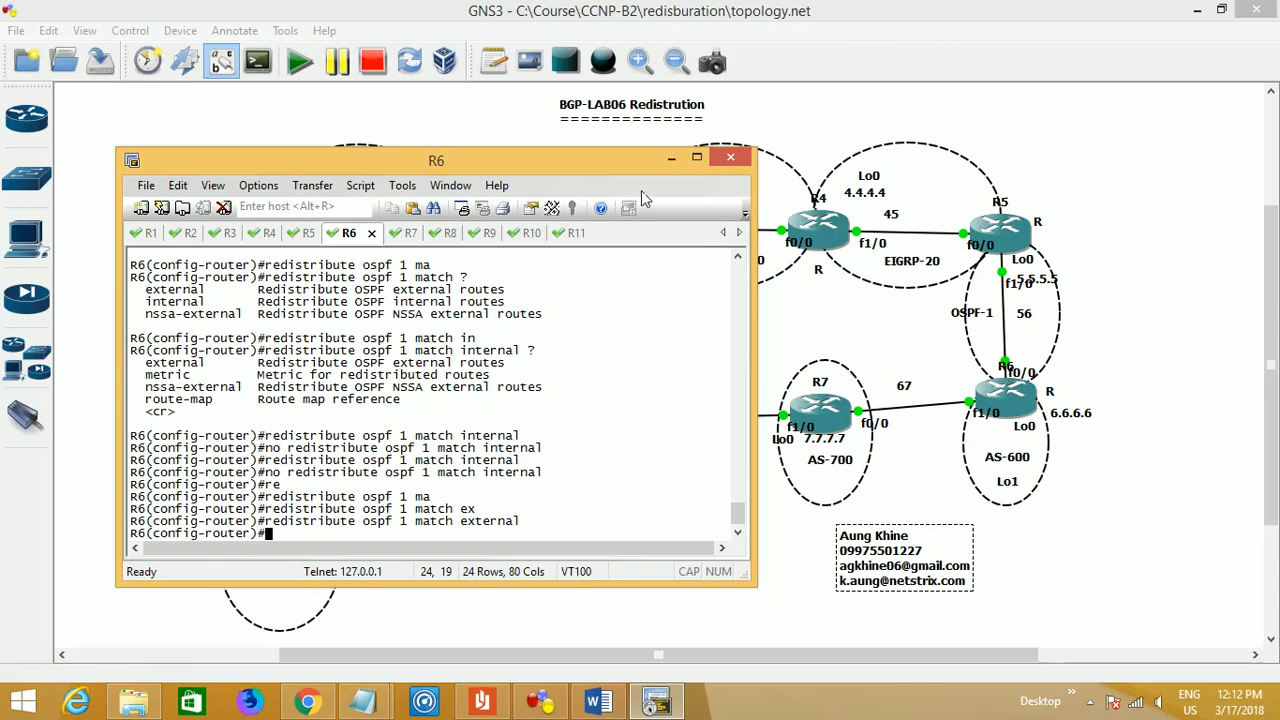 GNS3 - C:\Course\CCNP-B2\redisburation\topology.net
File Edit View Control Device Annotate Tools Help
BGP-LAB06 Redistrution
==============
R6
File Edit View Options Transfer Script Tools Window Help
Enter host <Alt+R>
R1 R2 R3 R4 R5 R6 R7 R8 R9 R10 R11
R6(config-router)#redistribute ospf 1 ma
R6(config-router)#redistribute ospf 1 match ?
external Redistribute OSPF external routes
internal Redistribute OSPF internal routes
nssa-external Redistribute OSPF NSSA external routes
R6(config-router)#redistribute ospf 1 match in
R6(config-router)#redistribute ospf 1 match internal ?
external Redistribute OSPF external routes
metric Metric for redistributed routes
nssa-external Redistribute OSPF NSSA external routes
route-map Route map reference
<cr>
R6(config-router)#redistribute ospf 1 match internal
R6(config-router)#no redistribute ospf 1 match internal
R6(config-router)#redistribute ospf 1 match internal
R6(config-router)#no redistribute ospf 1 match internal
R6(config-router)#re
R6(config-router)#redistribute ospf 1 ma
R6(config-router)#redistribute ospf 1 match ex
R6(config-router)#redistribute ospf 1 match external
R6(config-router)#
Ready Telnet: 127.0.0.1 24, 19 24 Rows, 80 Cols VT100 CAP NUM
Lo0
4.4.4.4
R4
45
R5
R
f0/0
f1/0
f0/0
R
EIGRP-20
Lo0
5.5.5.5
f1/0
0
OSPF-1
56
R6
f0/0
R7
67
R
f1/0
f0/0
f1/0
6.6.6.6
Lo0
7.7.7.7
Lo0
AS-700
AS-600
Lo1
Aung Khine
09975501227
agkhine06@gmail.com
k.aung@netstrix.com
Desktop
ENG
US
12:12 PM
3/17/2018